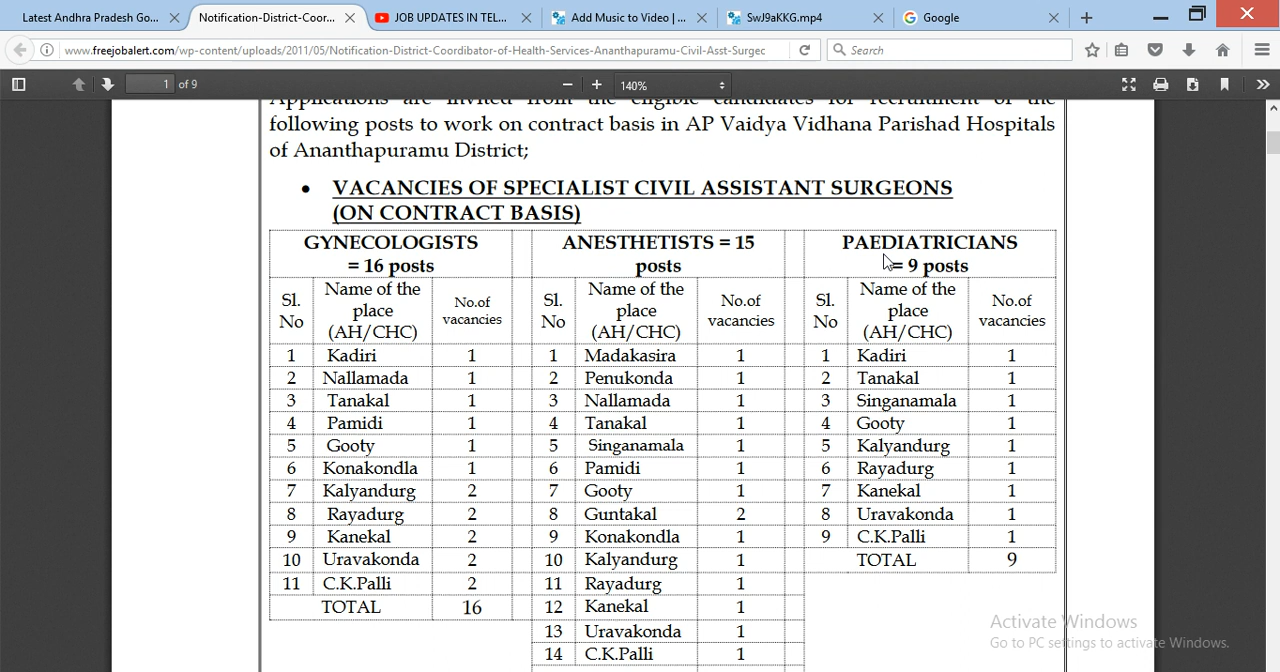 Latest Andhra Pradesh Go...
Notification-District-Coor...
JOB UPDATES IN TEL...
Add Music to Video | ...
SwJ9aKKG.mp4
Google
www.freejobalert.com/wp-content/uploads/2011/05/Notification-District-Coordibator-of-Health-Services-Ananthapuramu-Civil-Asst-Surgec
Search
1 of 9
140%
Applications are invited from the eligible candidates for recruitment of the
following posts to work on contract basis in AP Vaidya Vidhana Parishad Hospitals
of Ananthapuramu District;
• VACANCIES OF SPECIALIST CIVIL ASSISTANT SURGEONS
(ON CONTRACT BASIS)
GYNECOLOGISTS ANESTHETISTS = 15 PAEDIATRICIANS
= 16 posts posts = 9 posts
Sl. No Name of the place (AH/CHC) No.of vacancies Sl. No Name of the place (AH/CHC) No.of vacancies Sl. No Name of the place (AH/CHC) No.of vacancies
1 Kadiri 1 1 Madakasira 1 1 Kadiri 1
2 Nallamada 1 2 Penukonda 1 2 Tanakal 1
3 Tanakal 1 3 Nallamada 1 3 Singanamala 1
4 Pamidi 1 4 Tanakal 1 4 Gooty 1
5 Gooty 1 5 Singanamala 1 5 Kalyandurg 1
6 Konakondla 1 6 Pamidi 1 6 Rayadurg 1
7 Kalyandurg 2 7 Gooty 1 7 Kanekal 1
8 Rayadurg 2 8 Guntakal 2 8 Uravakonda 1
9 Kanekal 2 9 Konakondla 1 9 C.K.Palli 1
10 Uravakonda 2 10 Kalyandurg 1 TOTAL 9
11 C.K.Palli 2 11 Rayadurg 1
TOTAL 16 12 Kanekal 1
13 Uravakonda 1
14 C.K.Palli 1
Activate Windows
Go to PC settings to activate Windows.